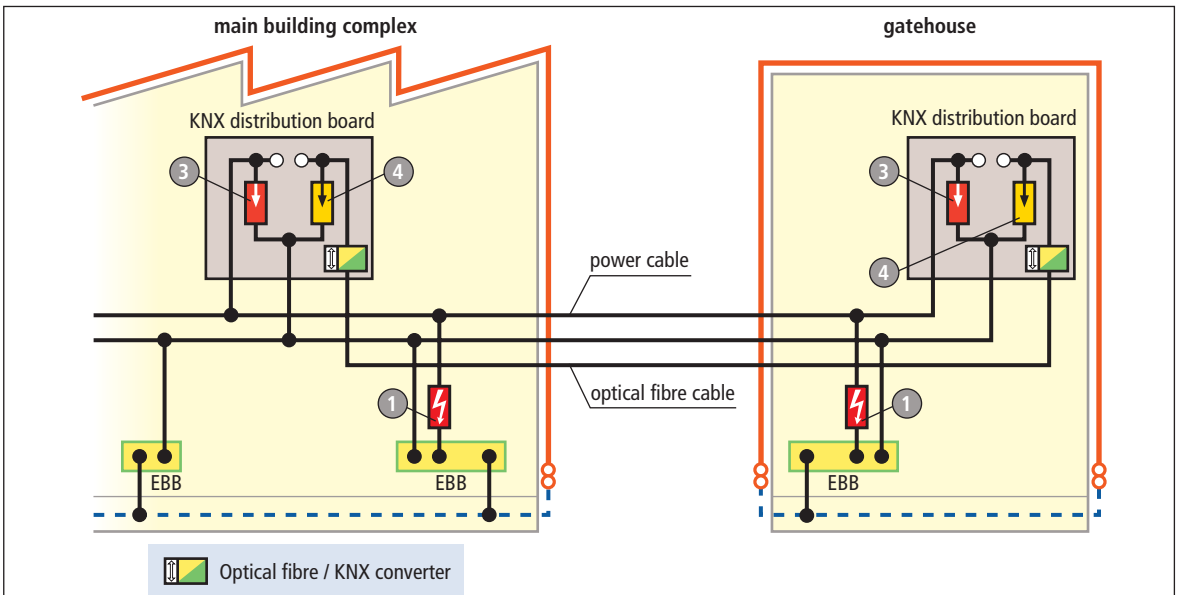 main building complex
gatehouse
KNX distribution board
KNX distribution board
3
4
3
4
power cable
optical fibre cable
1
1
EBB
EBB
EBB
Optical fibre / KNX converter